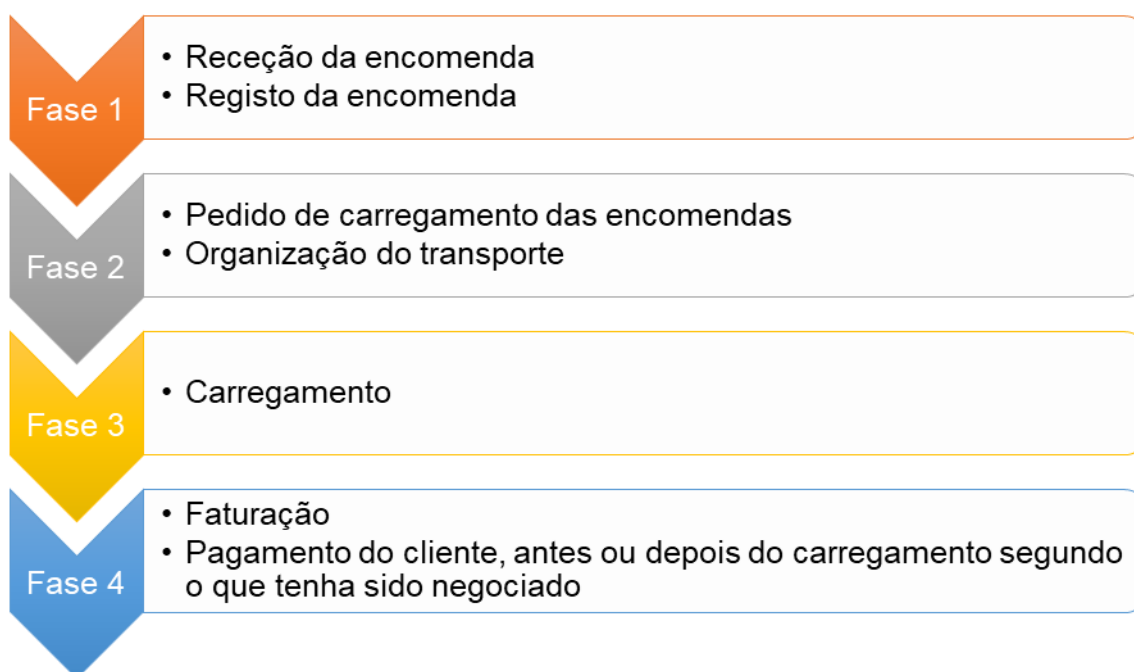 Fase 1
• Receção da encomenda
• Registo da encomenda
Fase 2
• Pedido de carregamento das encomendas
• Organização do transporte
Fase 3
• Carregamento
Fase 4
• Faturação
• Pagamento do cliente, antes ou depois do carregamento segundo
o que tenha sido negociado